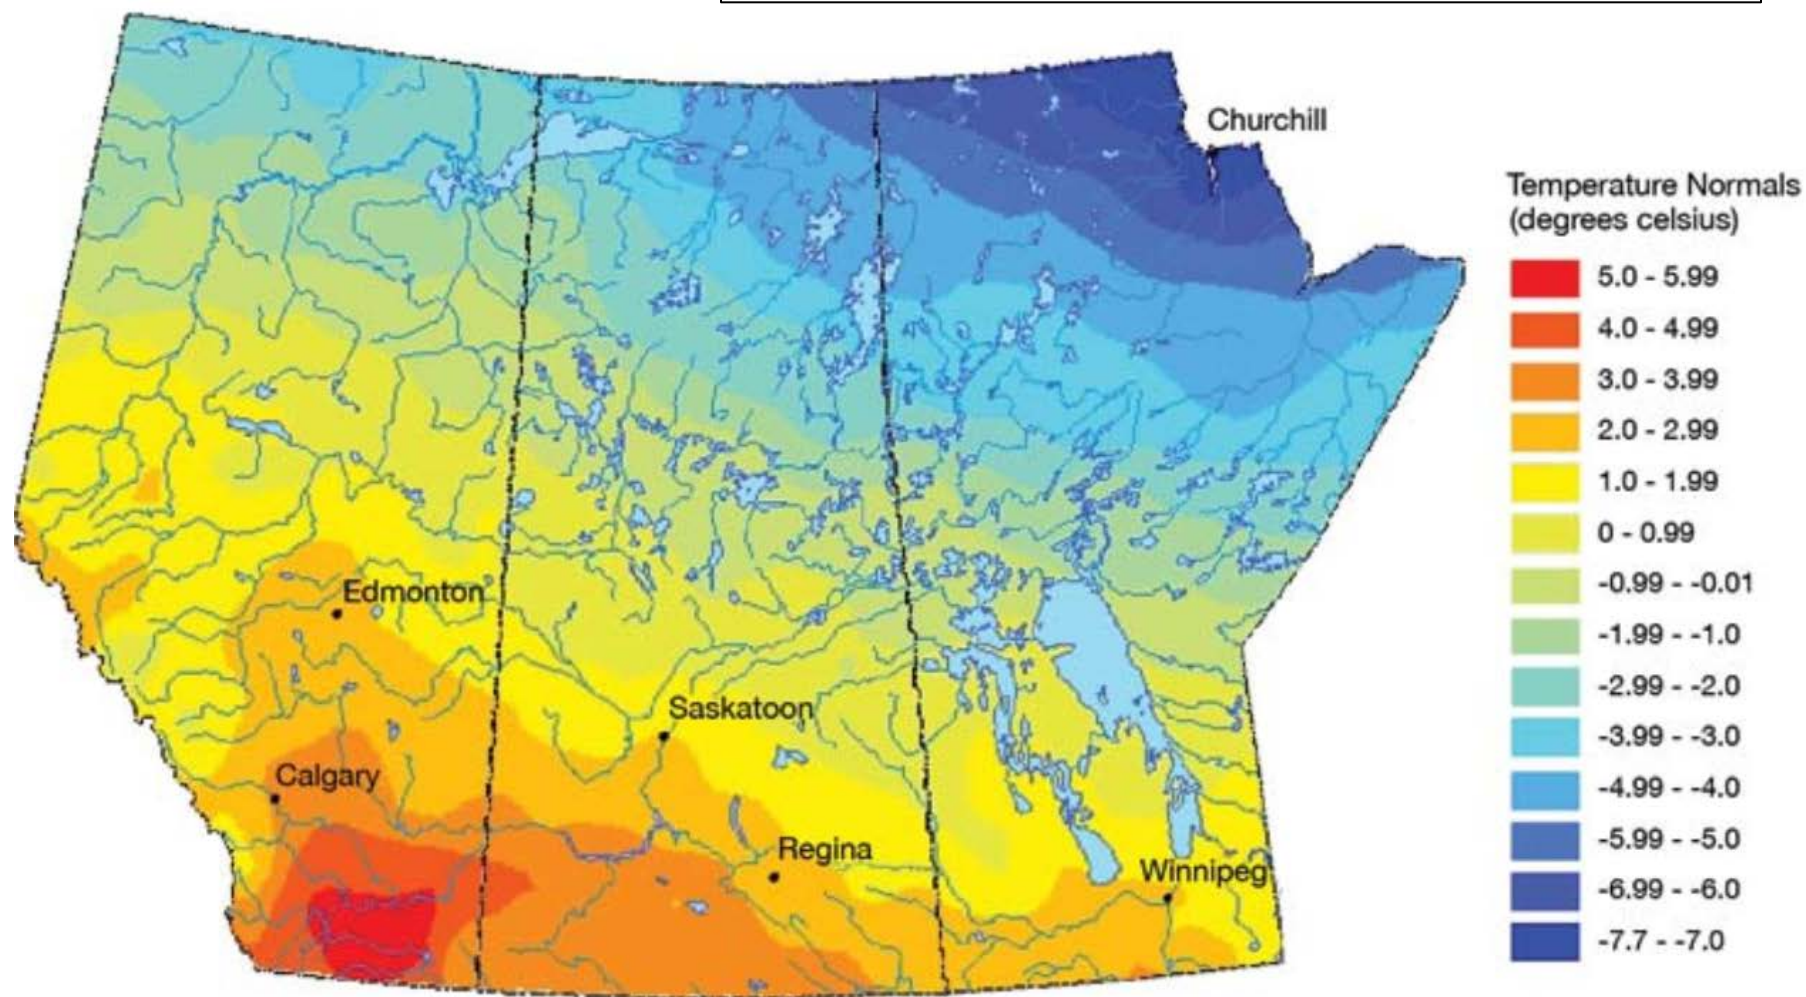 Churchill
Edmonton
Saskatoon
Calgary
Regina
Winnipeg
Temperature Normals
(degrees celsius)
5.0 - 5.99
4.0 - 4.99
3.0 - 3.99
2.0 - 2.99
1.0 - 1.99
0 - 0.99
-0.99 - -0.01
-1.99 - -1.0
-2.99 - -2.0
-3.99 - -3.0
-4.99 - -4.0
-5.99 - -5.0
-6.99 - -6.0
-7.7 - -7.0